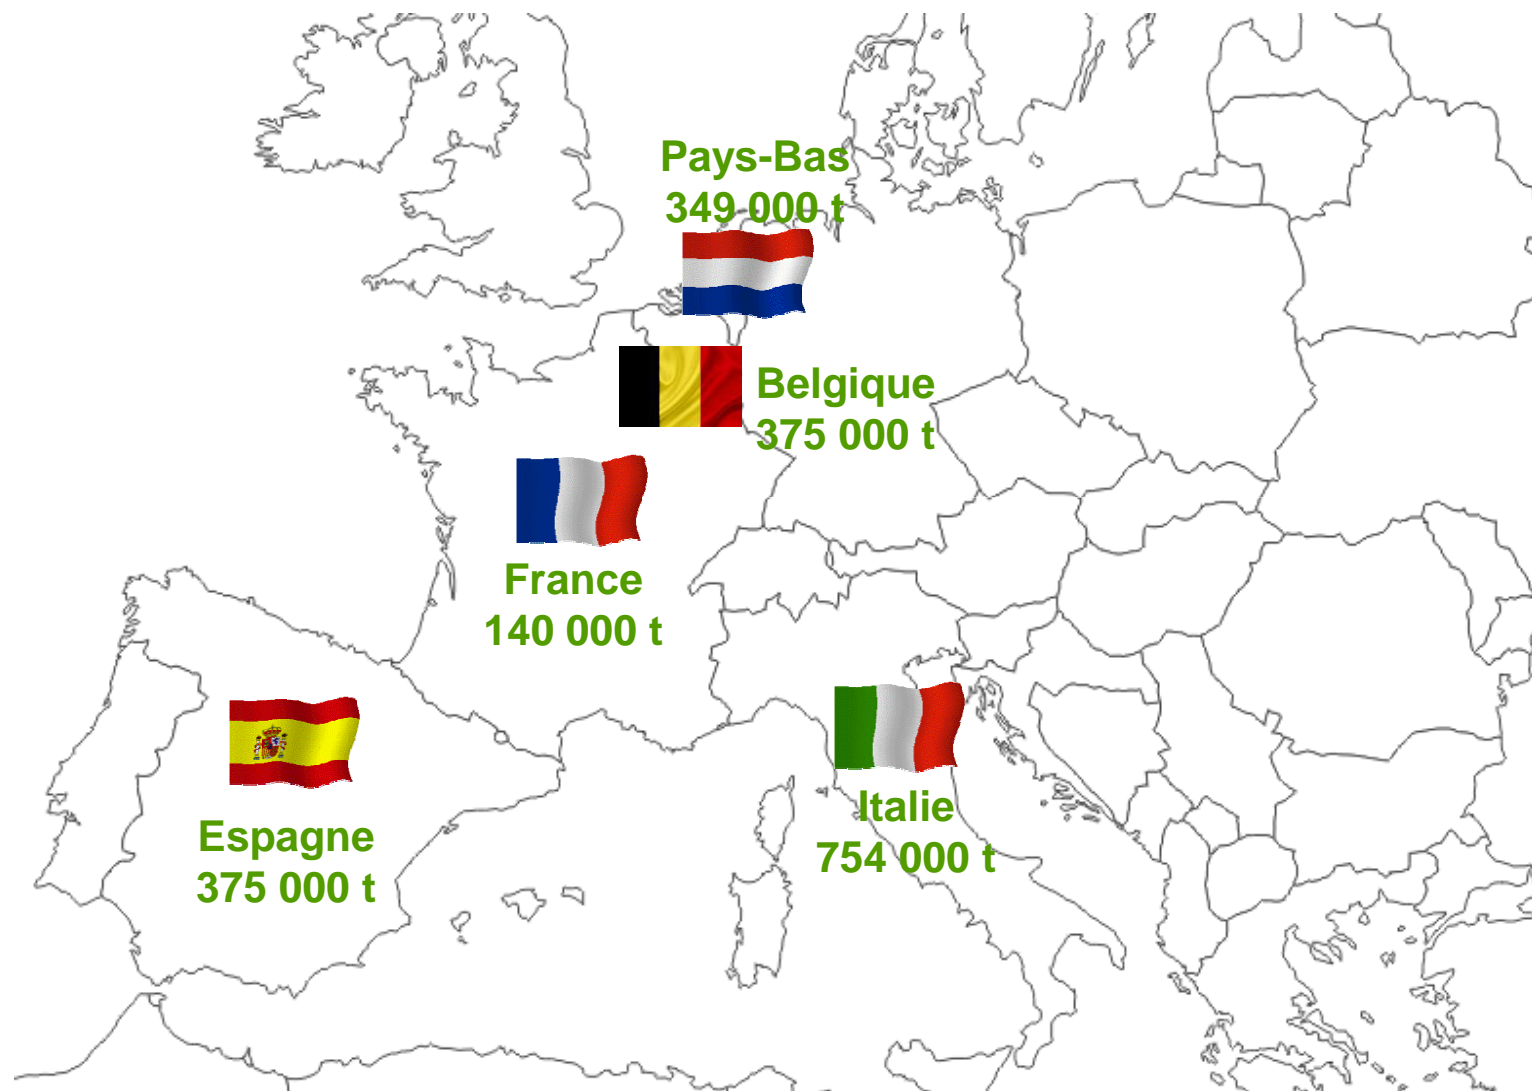 Pays-Bas
349 000 t
Belgique
375 000 t
France
140 000 t
Italie
754 000 t
Espagne
375 000 t